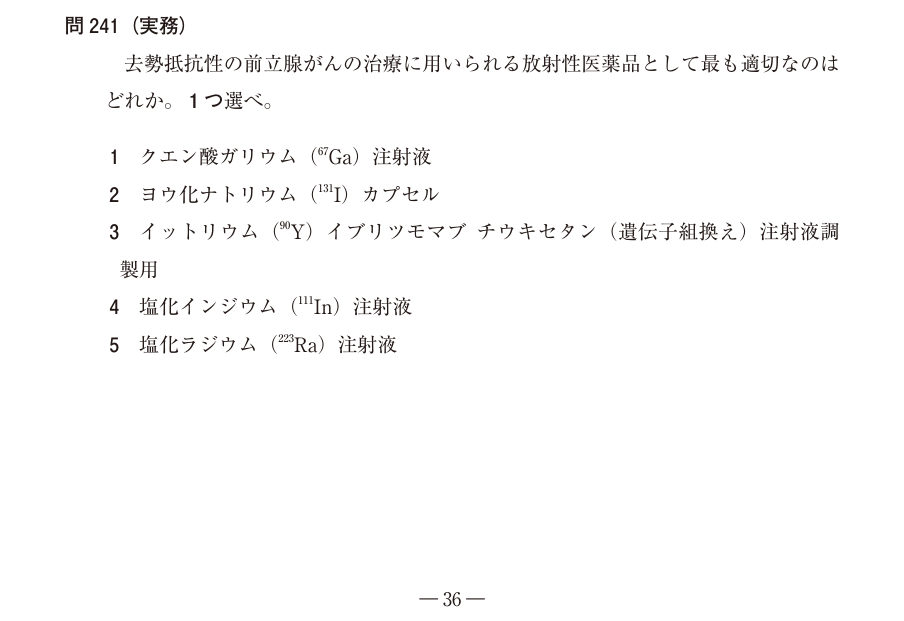 問 241（実務）
去勢抵抗性の前立腺がんの治療に用いられる放射性医薬品として最も適切なのは
どれか。1つ選べ。
1 クエン酸ガリウム（⁶⁷Ga）注射液
2 ヨウ化ナトリウム（¹³¹I）カプセル
3 イットリウム（⁹⁰Y）イブリツモマブ チウキセタン（遺伝子組換え）注射液調
製用
4 塩化インジウム（¹¹¹In）注射液
5 塩化ラジウム（²²³Ra）注射液
― 36 ―